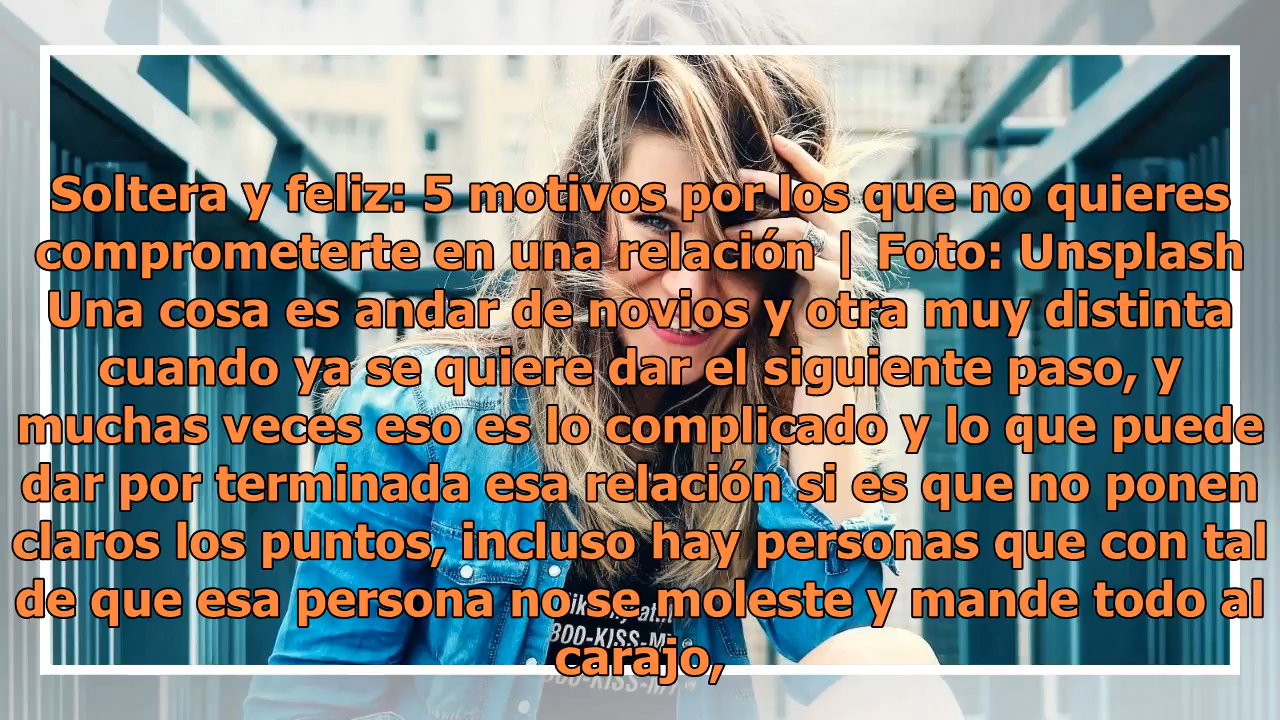 Soltera y feliz: 5 motivos por los que no quieres
comprometerte en una relación | Foto: Unsplash
Una cosa es andar de novios y otra muy distinta
cuando ya se quiere dar el siguiente paso, y
muchas veces eso es lo complicado y lo que puede
dar por terminada esa relación si es que no ponen
claros los puntos, incluso hay personas que con tal
de que esa persona no se moleste y mande todo al
carajo,
800-KISS-MY